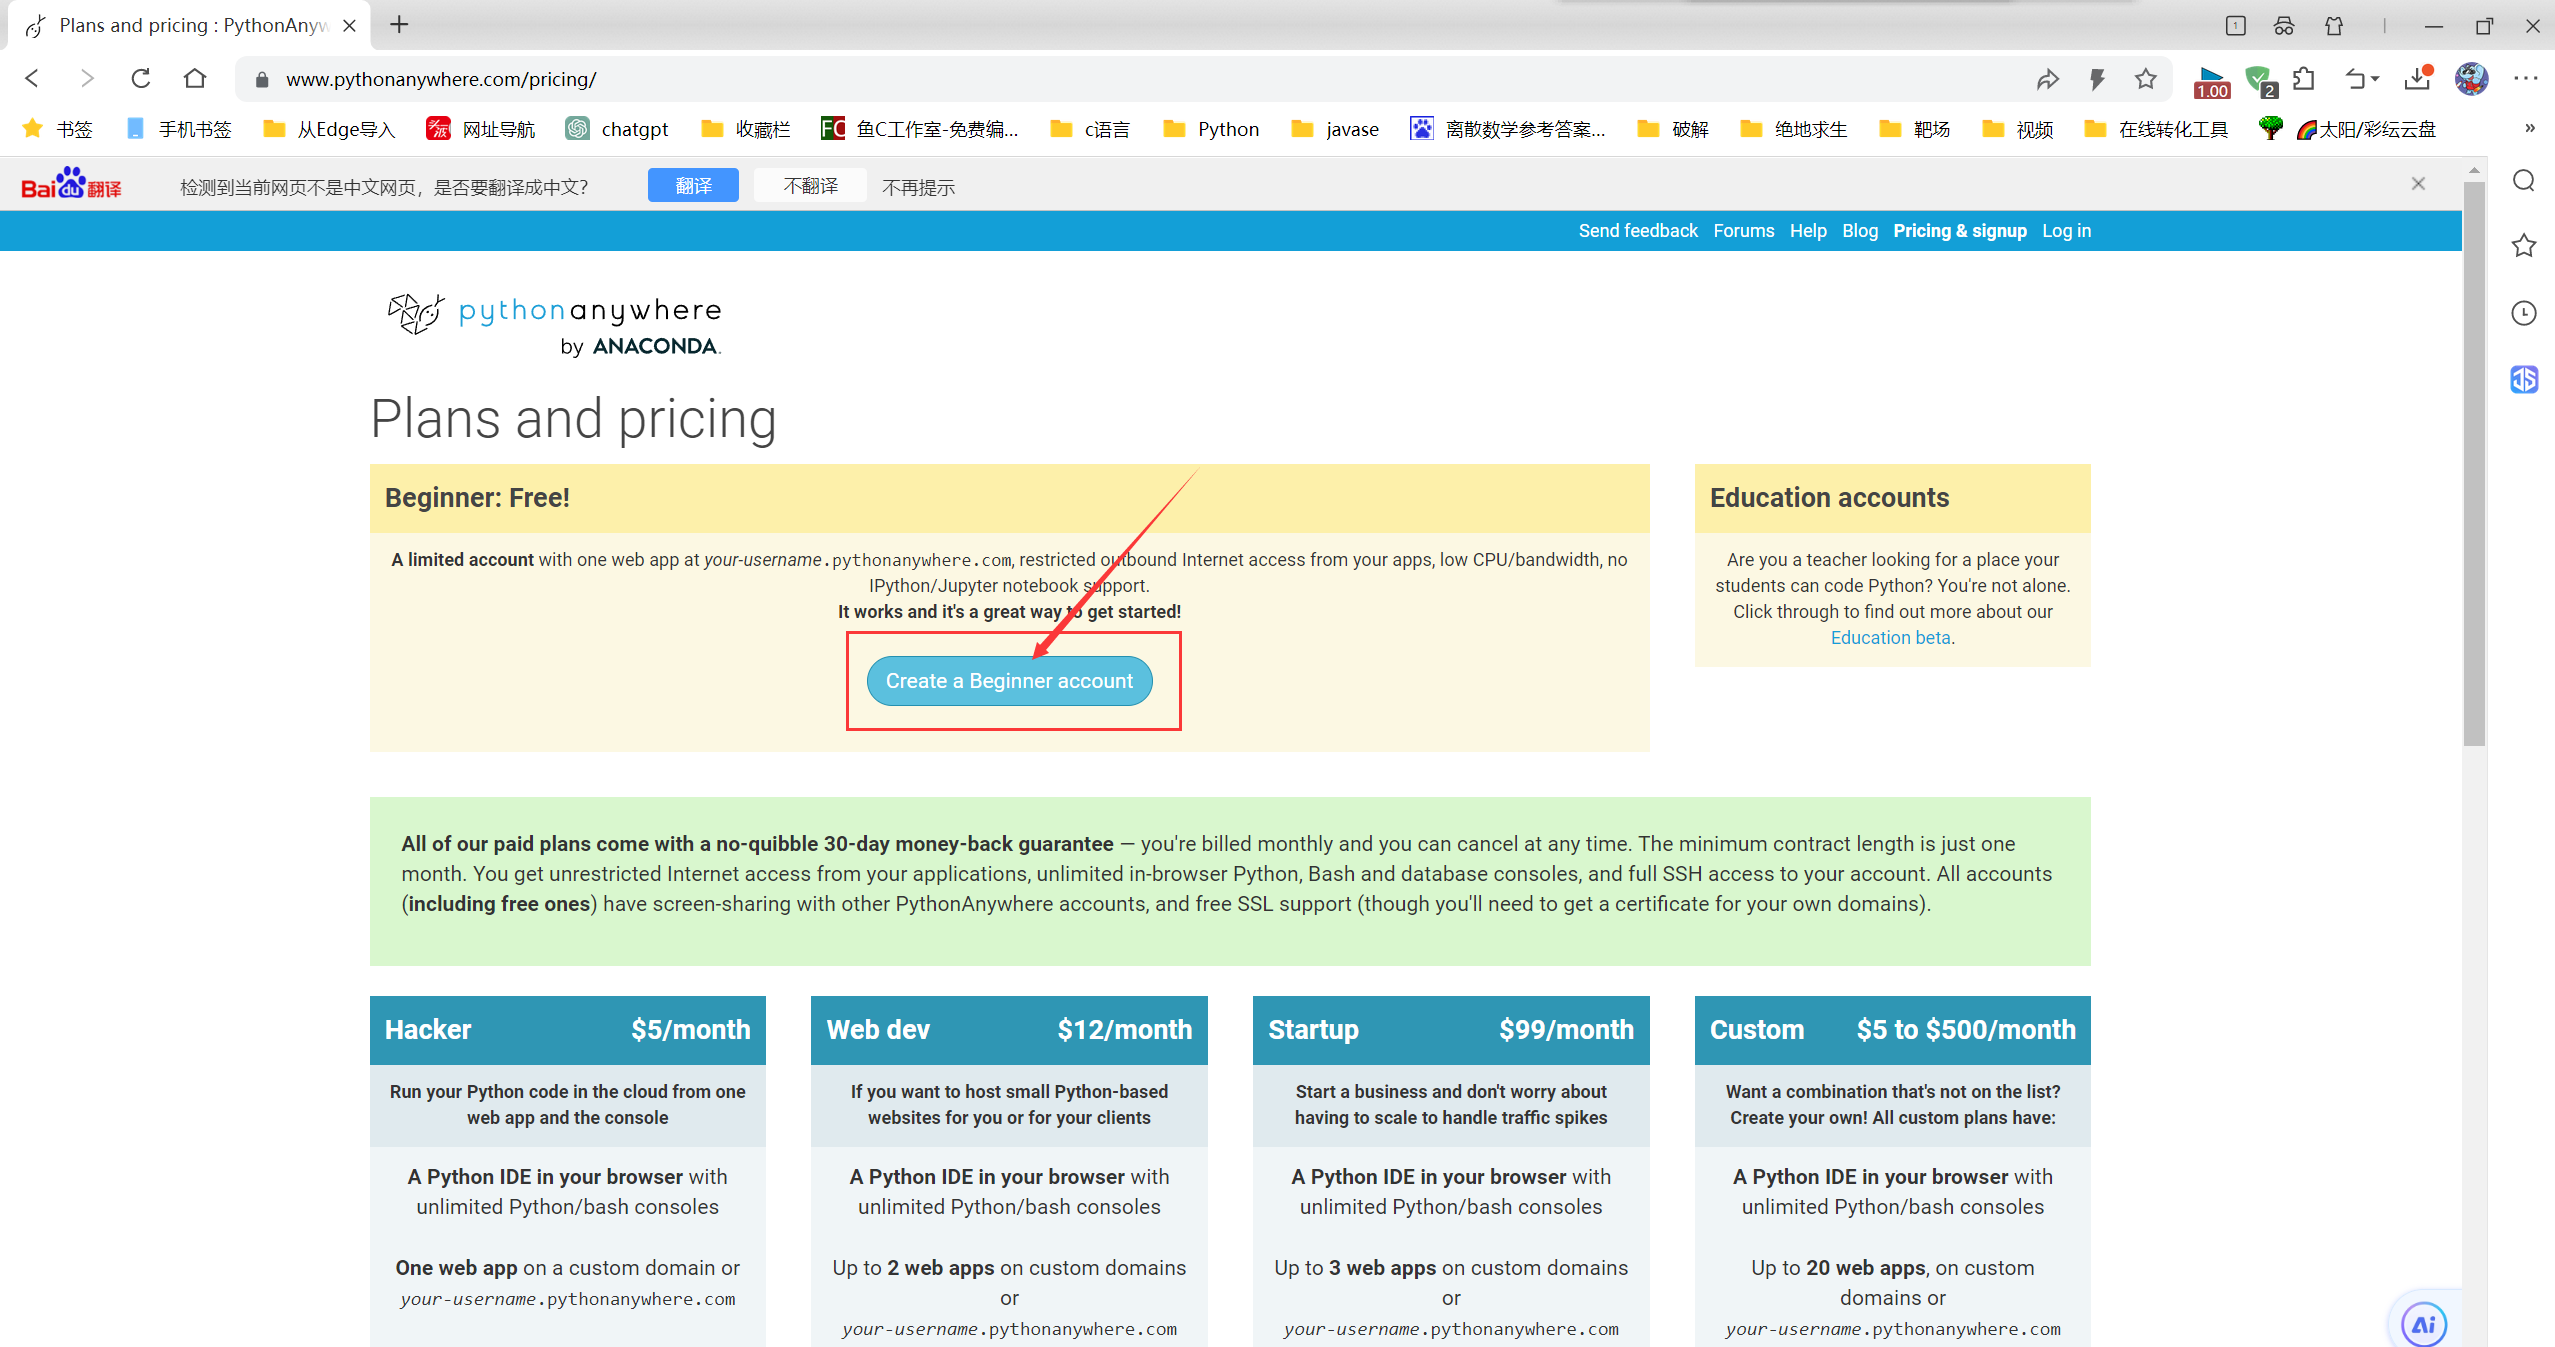 Plans and pricing : PythonAnyw
www.pythonanywhere.com/pricing/
1.00
2
书签
手机书签
从Edge导入
网址导航
chatgpt
收藏栏
FC
鱼C工作室-免费编...
c语言
Python
javase
离散数学参考答案...
破解
绝地求生
靶场
视频
在线转化工具
太阳/彩纭云盘
»
Bai du 翻译
检测到当前网页不是中文网页，是否要翻译成中文？
翻译
不翻译
不再提示
Send feedback Forums Help Blog Pricing & signup Log in
pythonanywhere
by ANACONDA.
Plans and pricing
Beginner: Free!
A limited account with one web app at your-username.pythonanywhere.com, restricted outbound Internet access from your apps, low CPU/bandwidth, no
IPython/Jupyter notebook support.
It works and it's a great way to get started!
Create a Beginner account
Education accounts
Are you a teacher looking for a place your
students can code Python? You're not alone.
Click through to find out more about our
Education beta.
All of our paid plans come with a no-quibble 30-day money-back guarantee — you're billed monthly and you can cancel at any time. The minimum contract length is just one
month. You get unrestricted Internet access from your applications, unlimited in-browser Python, Bash and database consoles, and full SSH access to your account. All accounts
(including free ones) have screen-sharing with other PythonAnywhere accounts, and free SSL support (though you'll need to get a certificate for your own domains).
Hacker $5/month
Run your Python code in the cloud from one
web app and the console
A Python IDE in your browser with
unlimited Python/bash consoles
One web app on a custom domain or
your-username.pythonanywhere.com
Web dev $12/month
If you want to host small Python-based
websites for you or for your clients
A Python IDE in your browser with
unlimited Python/bash consoles
Up to 2 web apps on custom domains
or
your-username.pythonanywhere.com
Startup $99/month
Start a business and don't worry about
having to scale to handle traffic spikes
A Python IDE in your browser with
unlimited Python/bash consoles
Up to 3 web apps on custom domains
or
your-username.pythonanywhere.com
Custom $5 to $500/month
Want a combination that's not on the list?
Create your own! All custom plans have:
A Python IDE in your browser with
unlimited Python/bash consoles
Up to 20 web apps, on custom
domains or
your-username.pythonanywhere.com
Ai